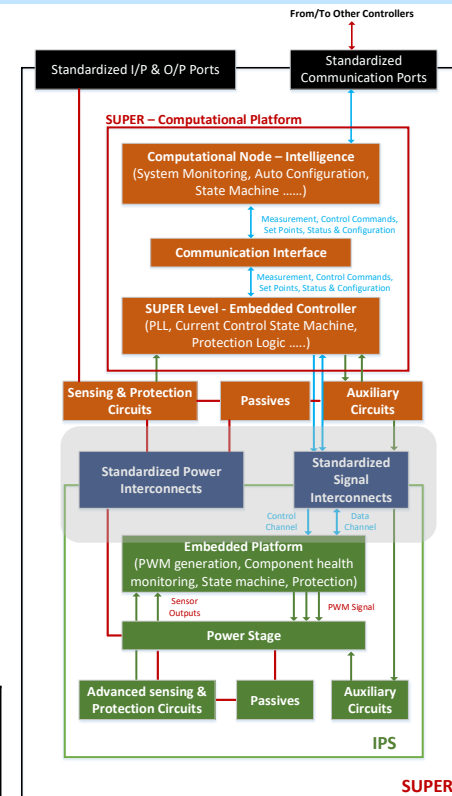 From/To Other Controllers
Standardized I/P & O/P Ports
Standardized
Communication Ports
SUPER – Computational Platform
Computational Node – Intelligence
(System Monitoring, Auto Configuration,
State Machine ......)
Measurement, Control Commands,
Set Points, Status & Configuration
Communication Interface
Measurement, Control Commands,
Set Points, Status & Configuration
SUPER Level - Embedded Controller
(PLL, Current Control State Machine,
Protection Logic .....)
Sensing & Protection
Circuits
Passives
Auxiliary
Circuits
Standardized Power
Interconnects
Standardized
Signal
Interconnects
Control
Channel
Data
Channel
Embedded Platform
(PWM generation, Component health
monitoring, State machine, Protection)
Sensor
Outputs
PWM Signal
Power Stage
Advanced sensing &
Protection Circuits
Passives
Auxiliary
Circuits
IPS
SUPER